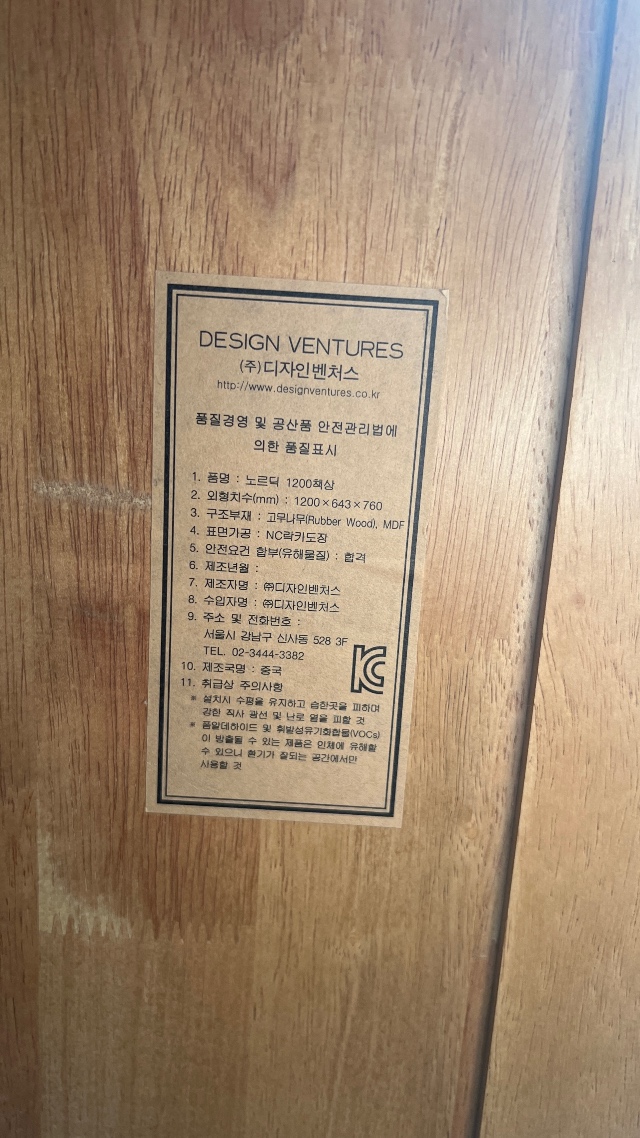 DESIGN VENTURES
(주)디자인벤처스
http://www.designventures.co.kr
품질경영 및 공산품 안전관리법에
의한 품질표시
1. 품명 : 노르딕 1200책상
2. 외형치수(mm) : 1200×643×760
3. 구조부재 : 고무나무(Rubber Wood), MDF
4. 표면가공 : NC락카도장
5. 안전요건 합부(유해물질) : 합격
6. 제조년월 :
7. 제조자명 : ㈜디자인벤처스
8. 수입자명 : ㈜디자인벤처스
9. 주소 및 전화번호 :
서울시 강남구 신사동 528 3F
TEL. 02-3444-3382
10. 제조국명 : 중국
11. 취급상 주의사항
※ 설치시 수평을 유지하고 습한곳을 피하며
강한 직사 광선 및 난로 열을 피할 것
※ 폼알데하이드 및 휘발성유기화합물(VOCs)
이 방출될 수 있는 제품은 인체에 유해할
수 있으니 환기가 잘되는 공간에서만
사용할 것
KC